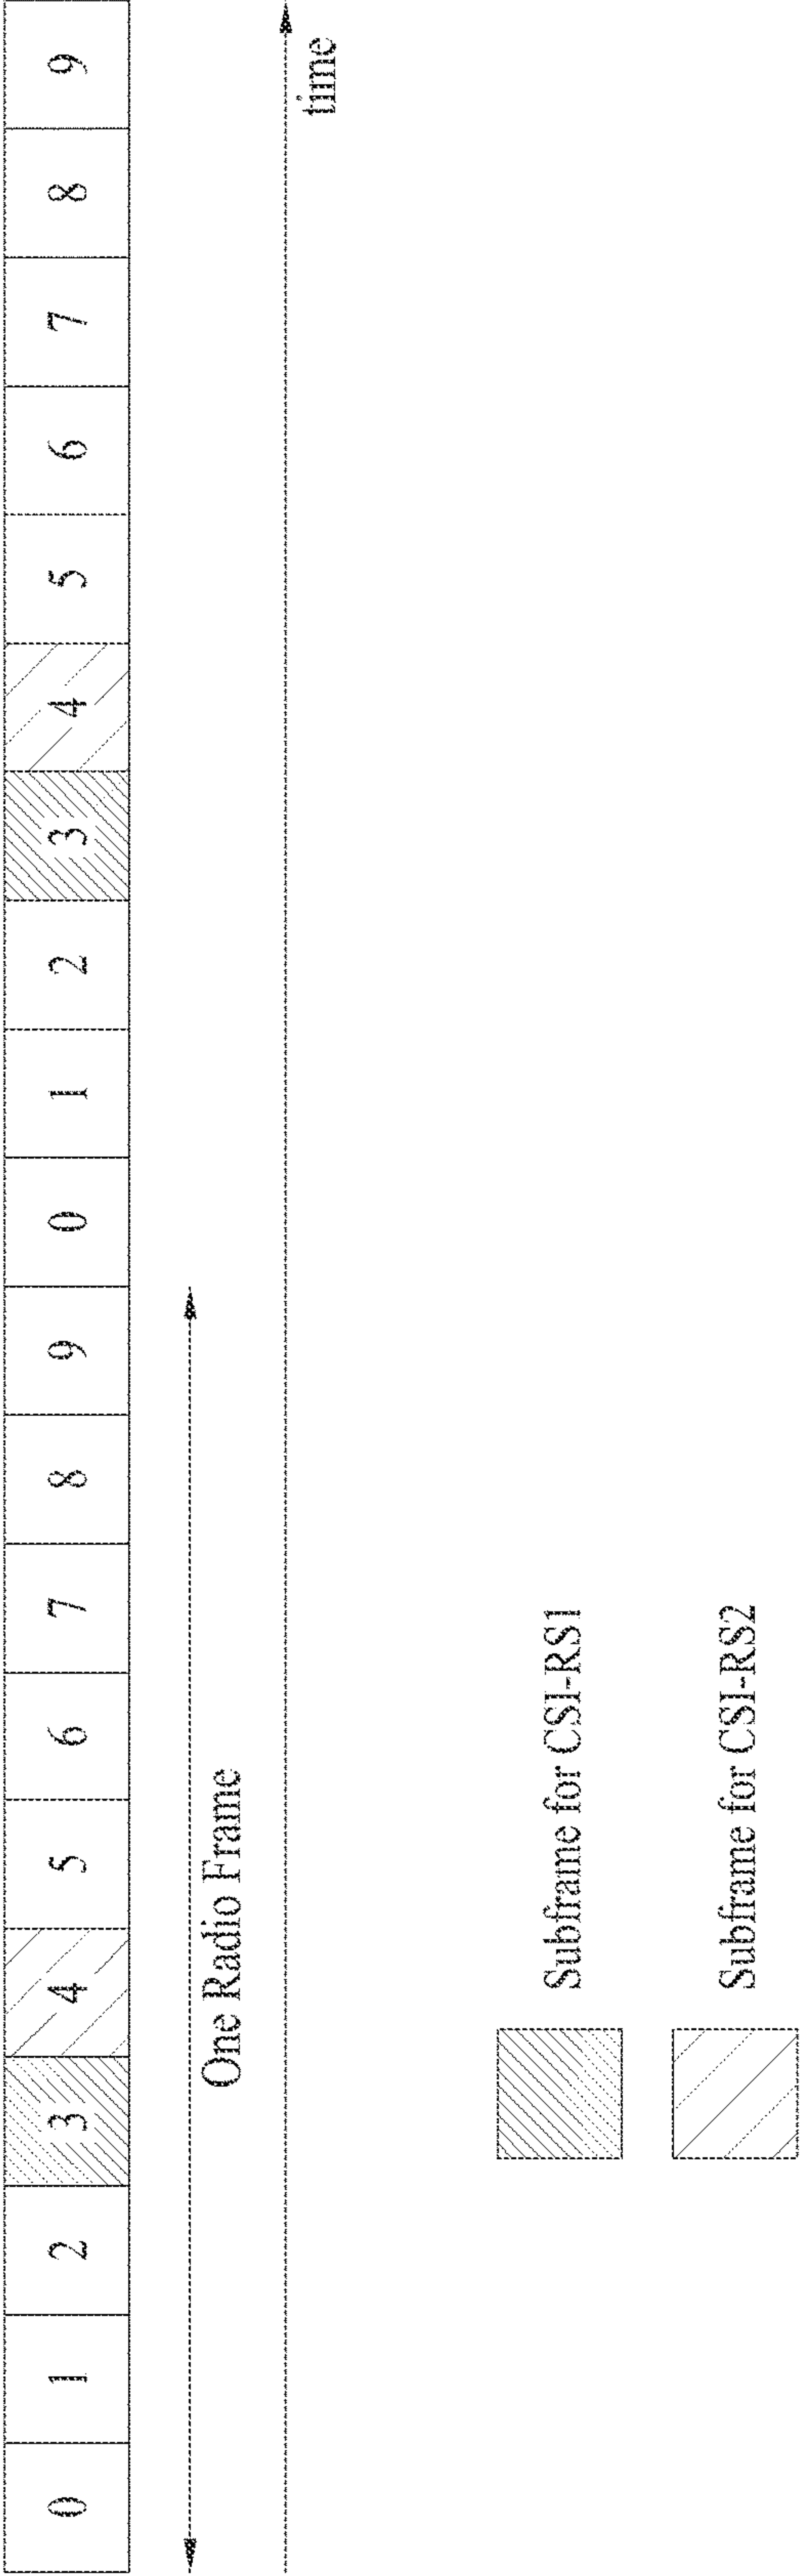 0 1 2 3 4 5 6 7 8 9 0 1 2 3 4 5 6 7 8 9
One Radio Frame
time
Subframe for CSI-RS1
Subframe for CSI-RS2